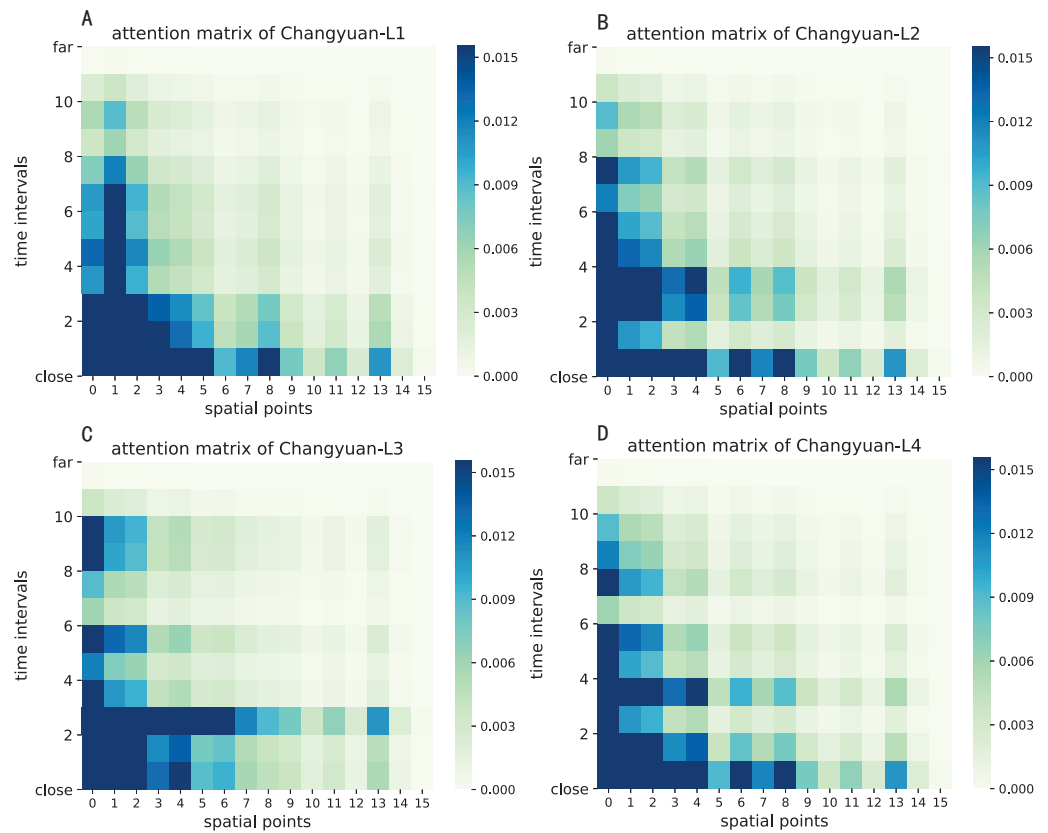 A
attention matrix of Changyuan-L1
far
10
8
6
4
2
close
time intervals
0 1 2 3 4 5 6 7 8 9 10 11 12 13 14 15
spatial points
0.015
0.012
0.009
0.006
0.003
0.000
B
attention matrix of Changyuan-L2
far
10
8
6
4
2
close
time intervals
0 1 2 3 4 5 6 7 8 9 10 11 12 13 14 15
spatial points
0.015
0.012
0.009
0.006
0.003
0.000
C
attention matrix of Changyuan-L3
far
10
8
6
4
2
close
time intervals
0 1 2 3 4 5 6 7 8 9 10 11 12 13 14 15
spatial points
0.015
0.012
0.009
0.006
0.003
0.000
D
attention matrix of Changyuan-L4
far
10
8
6
4
2
close
time intervals
0 1 2 3 4 5 6 7 8 9 10 11 12 13 14 15
spatial points
0.015
0.012
0.009
0.006
0.003
0.000